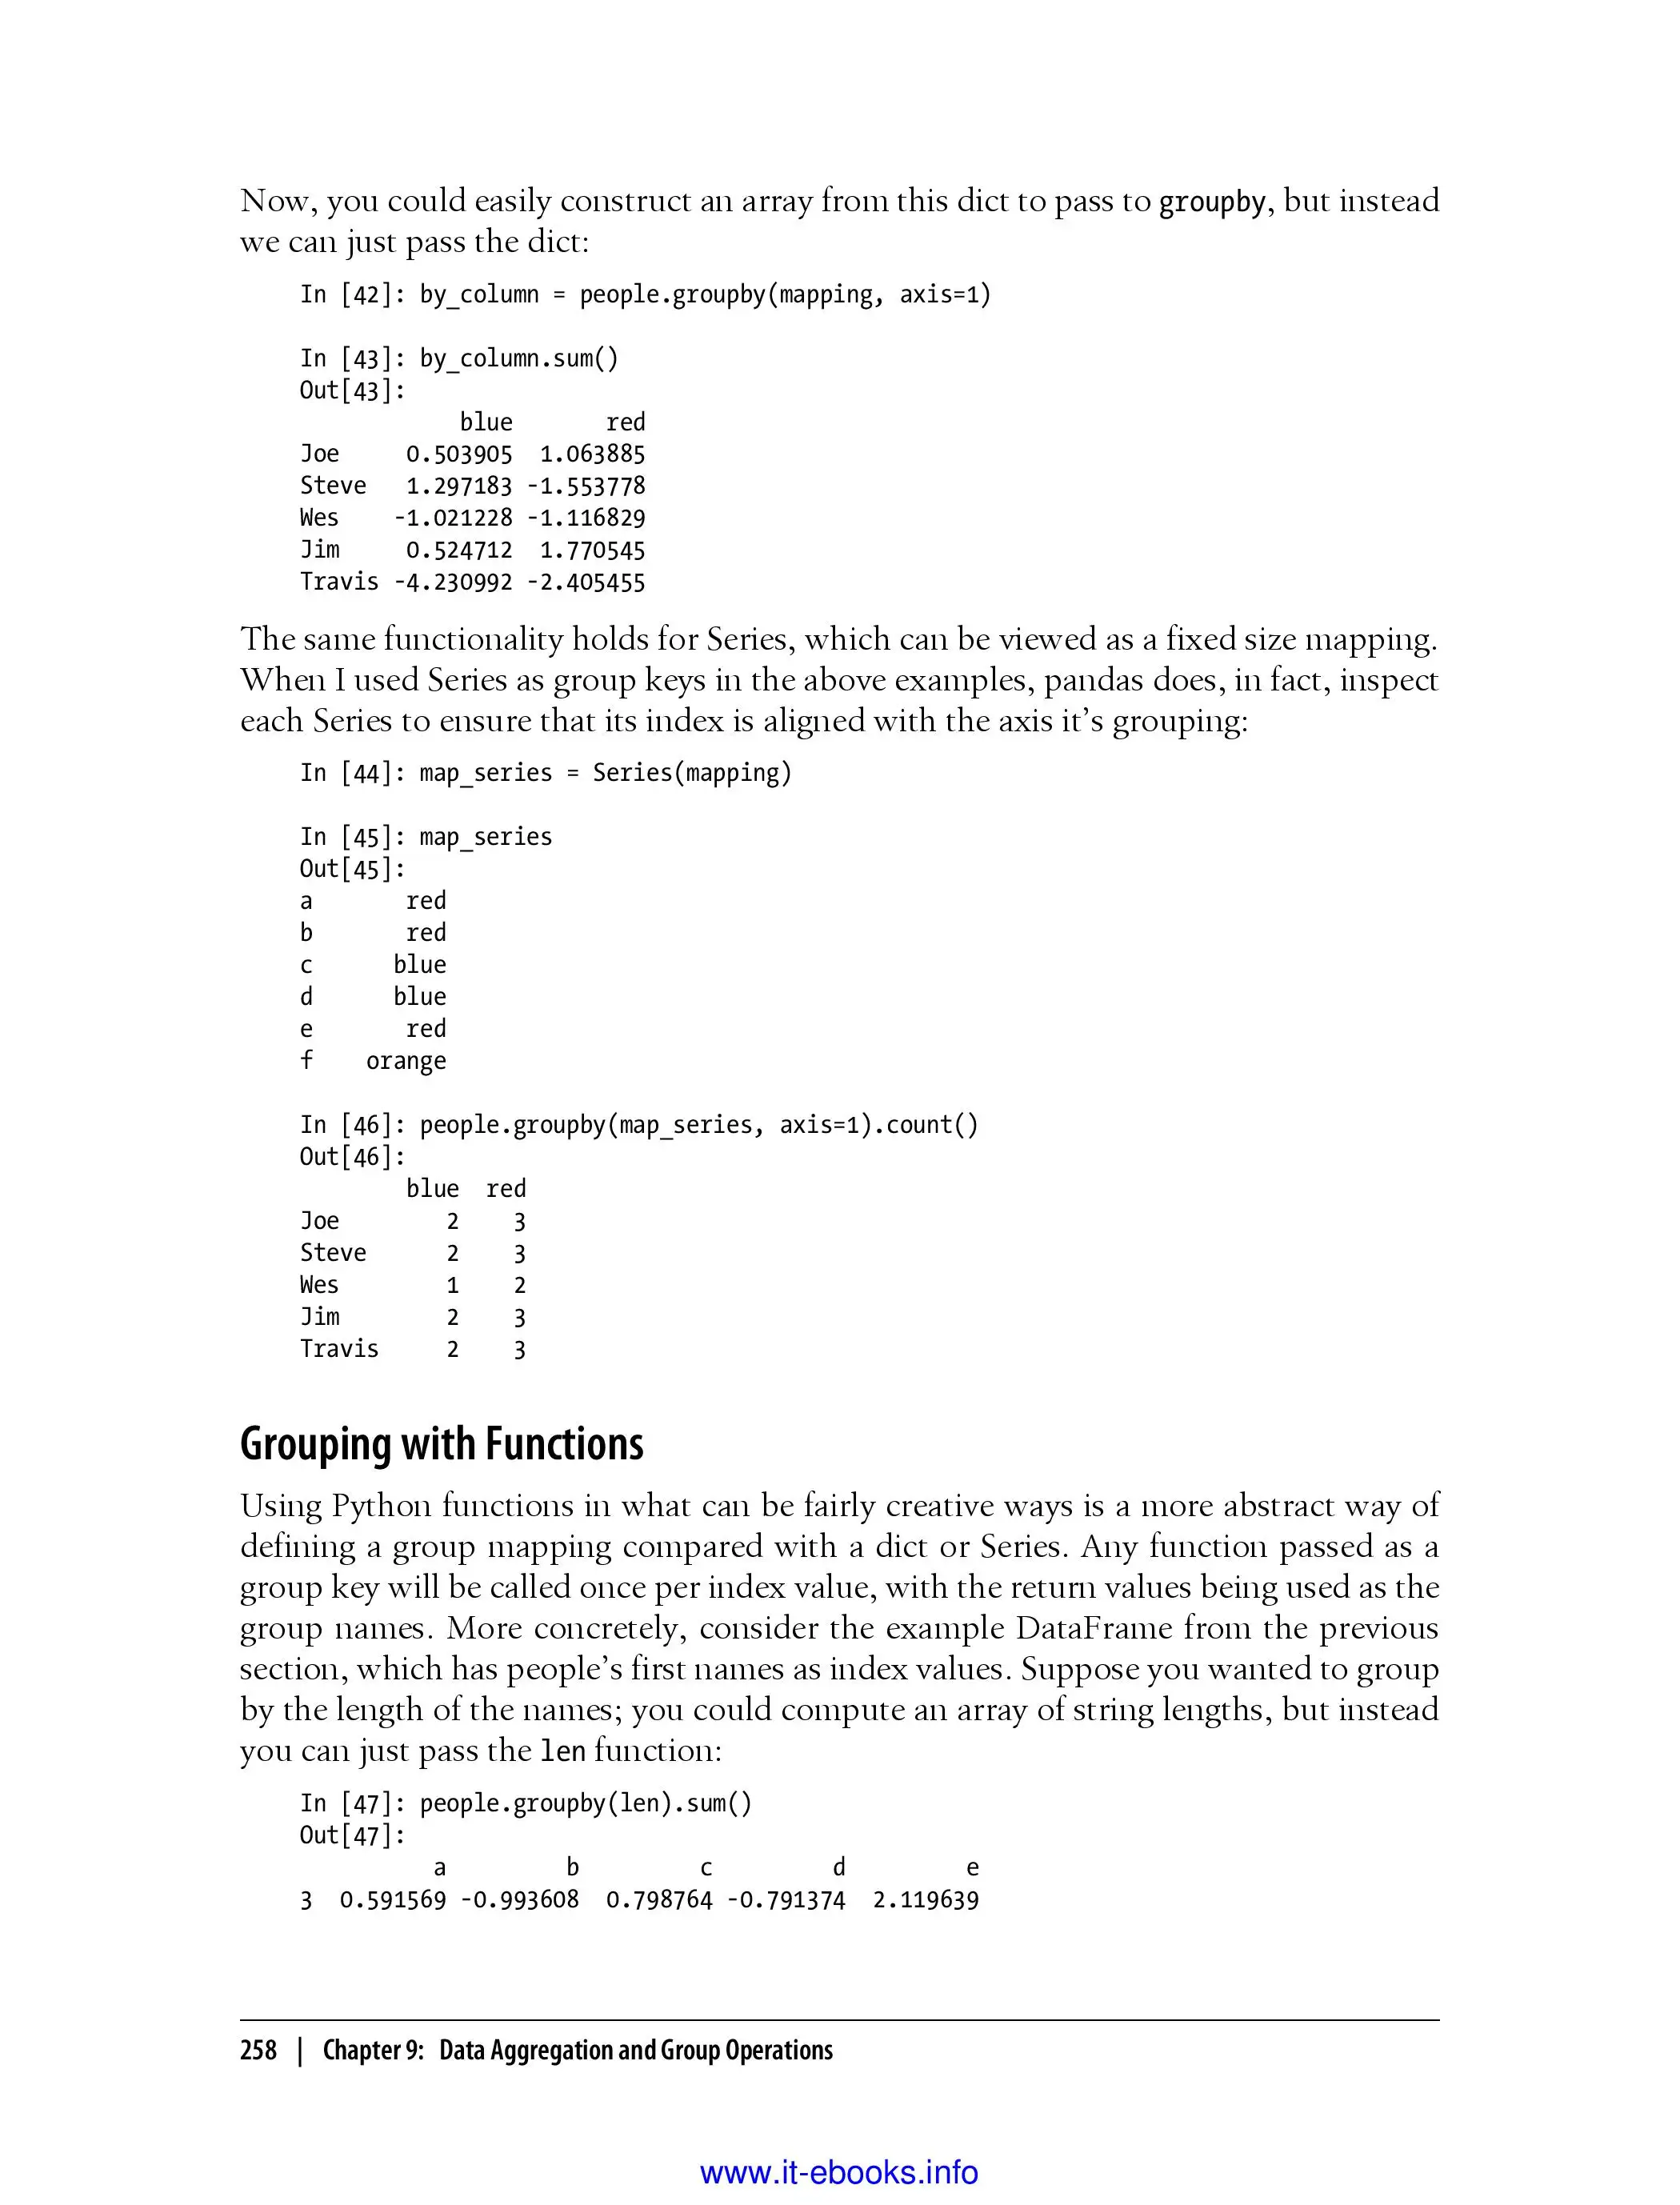 Now, you could easily construct an array from this dict to pass to groupby, but instead
we can just pass the dict:
In [42]: by_column = people.groupby(mapping, axis=1)
In [43]: by_column.sum()
Out[43]:
            blue       red
Joe     0.503905  1.063885
Steve   1.297183 -1.553778
Wes    -1.021228 -1.116829
Jim     0.524712  1.770545
Travis -4.230992 -2.405455
The same functionality holds for Series, which can be viewed as a fixed size mapping.
When I used Series as group keys in the above examples, pandas does, in fact, inspect
each Series to ensure that its index is aligned with the axis it’s grouping:
In [44]: map_series = Series(mapping)
In [45]: map_series
Out[45]:
a       red
b       red
c      blue
d      blue
e       red
f    orange
In [46]: people.groupby(map_series, axis=1).count()
Out[46]:
        blue  red
Joe        2    3
Steve      2    3
Wes        1    2
Jim        2    3
Travis     2    3
Grouping with Functions
Using Python functions in what can be fairly creative ways is a more abstract way of
defining a group mapping compared with a dict or Series. Any function passed as a
group key will be called once per index value, with the return values being used as the
group names. More concretely, consider the example DataFrame from the previous
section, which has people’s first names as index values. Suppose you wanted to group
by the length of the names; you could compute an array of string lengths, but instead
you can just pass the len function:
In [47]: people.groupby(len).sum()
Out[47]:
          a         b         c         d         e
3  0.591569 -0.993608  0.798764 -0.791374  2.119639
258 | Chapter 9: Data Aggregation and Group Operations
www.it-ebooks.info